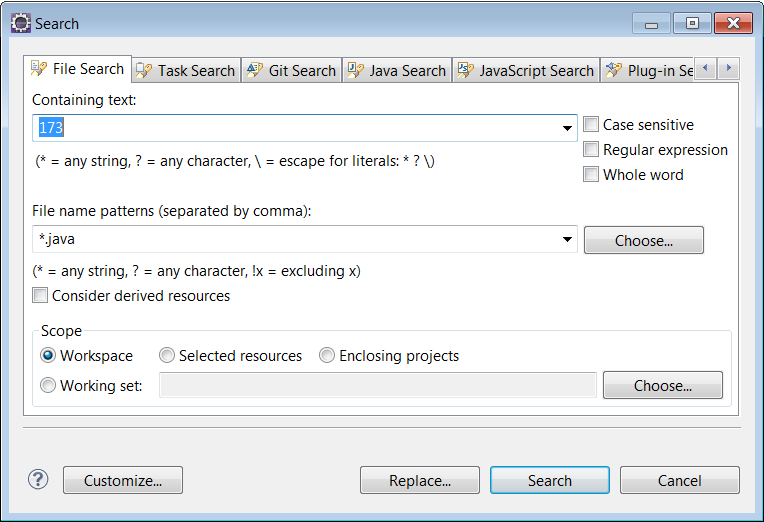 Search
File Search Task Search Git Search Java Search JavaScript Search Plug-in Se
Containing text:
173
Case sensitive
(* = any string, ? = any character, \ = escape for literals: * ? \)
Regular expression
Whole word
File name patterns (separated by comma):
*.java
Choose...
(* = any string, ? = any character, !x = excluding x)
Consider derived resources
Scope
Workspace Selected resources Enclosing projects
Working set:
Choose...
? Customize... Replace... Search Cancel